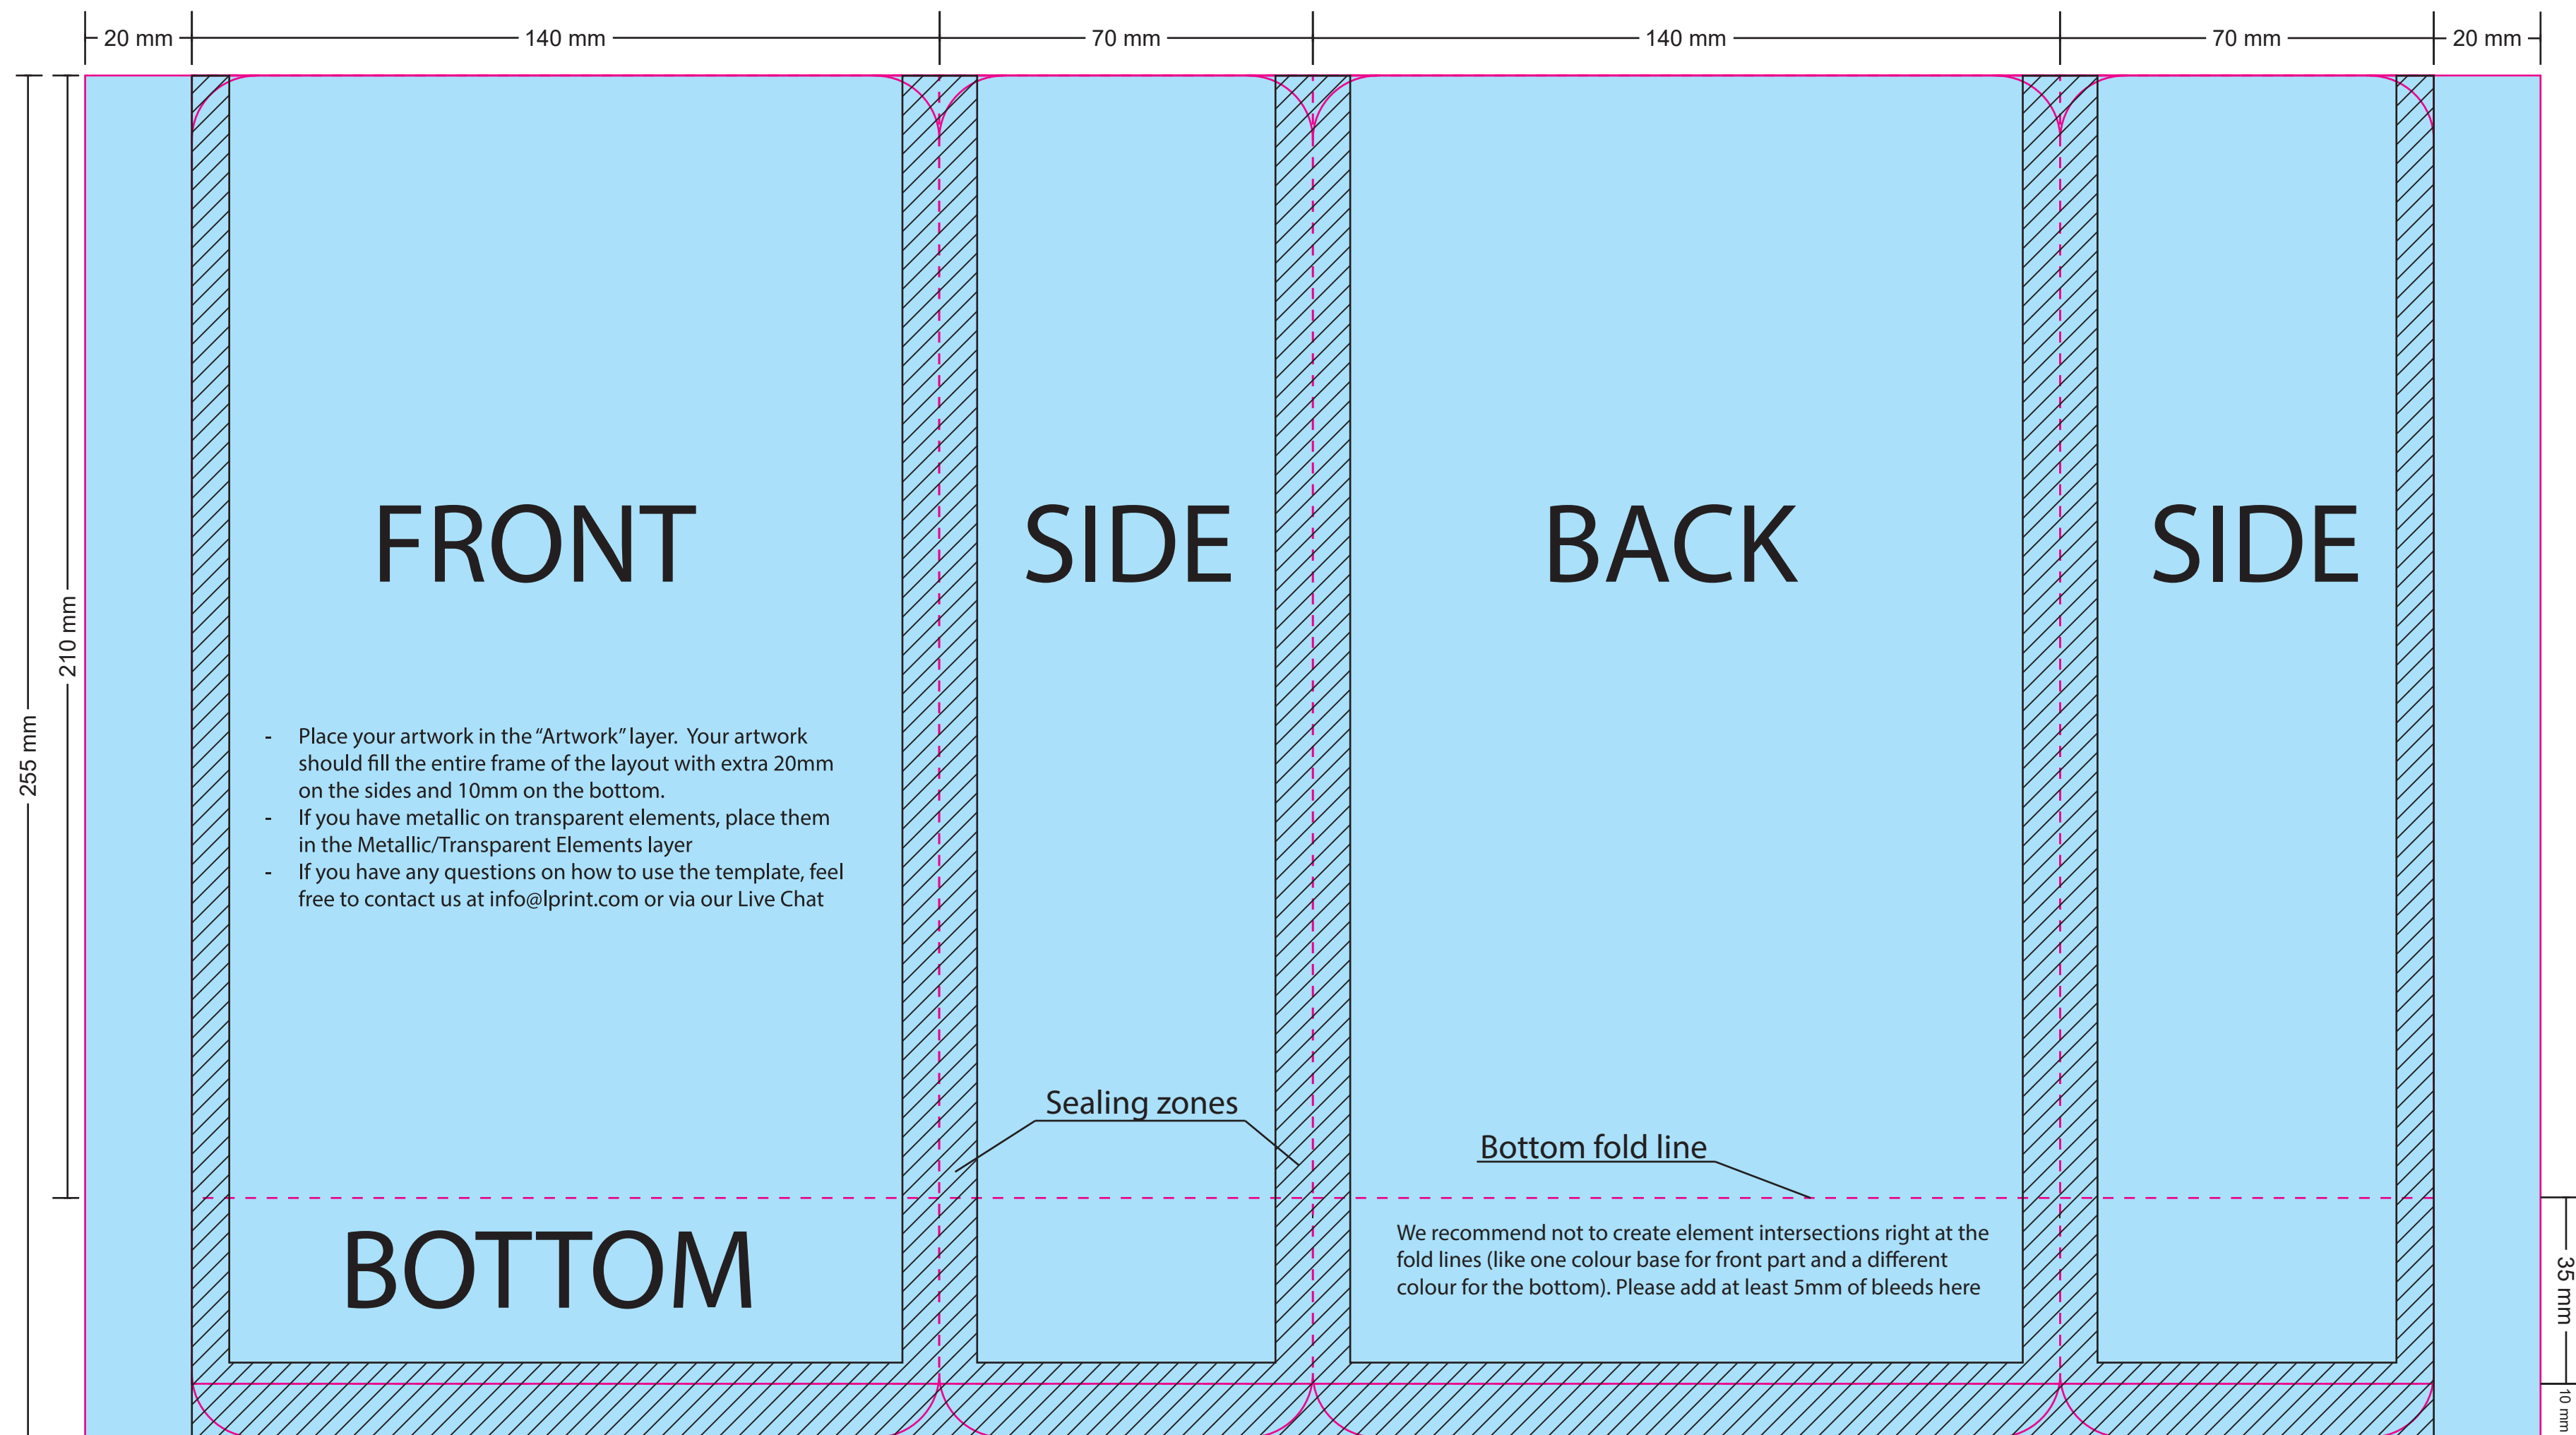 20 mm 140 mm 70 mm 140 mm 70 mm 20 mm
255 mm
210 mm
FRONT
SIDE
BACK
SIDE
- Place your artwork in the “Artwork” layer. Your artwork
should fill the entire frame of the layout with extra 20mm
on the sides and 10mm on the bottom.
- If you have metallic on transparent elements, place them
in the Metallic/Transparent Elements layer
- If you have any questions on how to use the template, feel
free to contact us at info@lprint.com or via our Live Chat
Sealing zones
Bottom fold line
BOTTOM
We recommend not to create element intersections right at the
fold lines (like one colour base for front part and a different
colour for the bottom). Please add at least 5mm of bleeds here
35 mm
10 mm